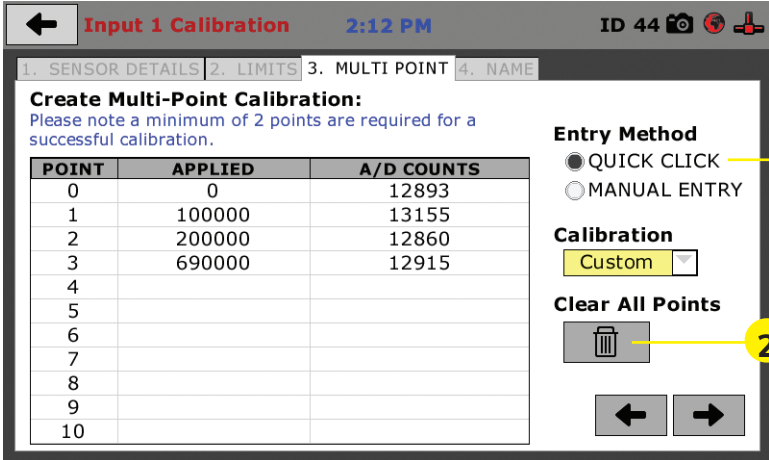 Input 1 Calibration 2:12 PM ID 44
1. SENSOR DETAILS 2. LIMITS 3. MULTI POINT 4. NAME
Create Multi-Point Calibration:
Please note a minimum of 2 points are required for a
successful calibration.
POINT APPLIED A/D COUNTS
0 0 12893
1 100000 13155
2 200000 12860
3 690000 12915
4
5
6
7
8
9
10
Entry Method
QUICK CLICK
MANUAL ENTRY
Calibration
Custom
Clear All Points
2